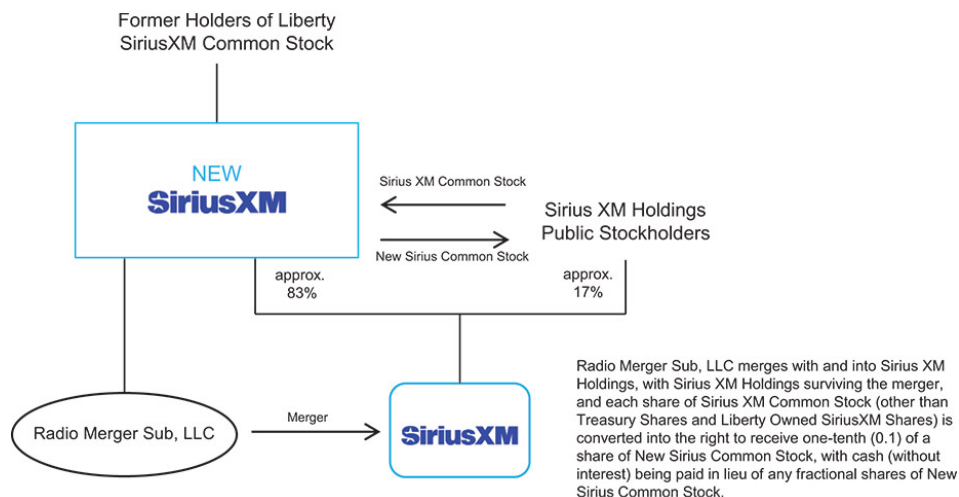 Former Holders of Liberty
SiriusXM Common Stock
NEW
SiriusXM
Sirius XM Common Stock
New Sirius Common Stock
Sirius XM Holdings
Public Stockholders
approx.
83%
approx.
17%
Radio Merger Sub, LLC
Merger
SiriusXM
Radio Merger Sub, LLC merges with and into Sirius XM
Holdings, with Sirius XM Holdings surviving the merger,
and each share of Sirius XM Common Stock (other than
Treasury Shares and Liberty Owned SiriusXM Shares) is
converted into the right to receive one-tenth (0.1) of a
share of New Sirius Common Stock, with cash (without
interest) being paid in lieu of any fractional shares of New
Sirius Common Stock.